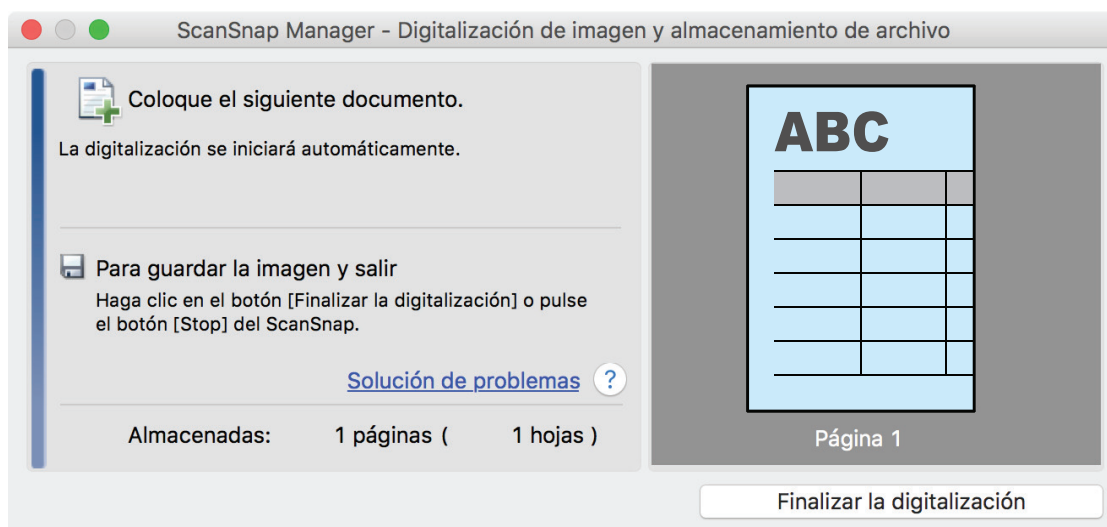 ScanSnap Manager - Digitalización de imagen y almacenamiento de archivo
Coloque el siguiente documento.
La digitalización se iniciará automáticamente.
Para guardar la imagen y salir
Haga clic en el botón [Finalizar la digitalización] o pulse
el botón [Stop] del ScanSnap.
Solución de problemas ?
Almacenadas: 1 páginas ( 1 hojas )
ABC
Página 1
Finalizar la digitalización